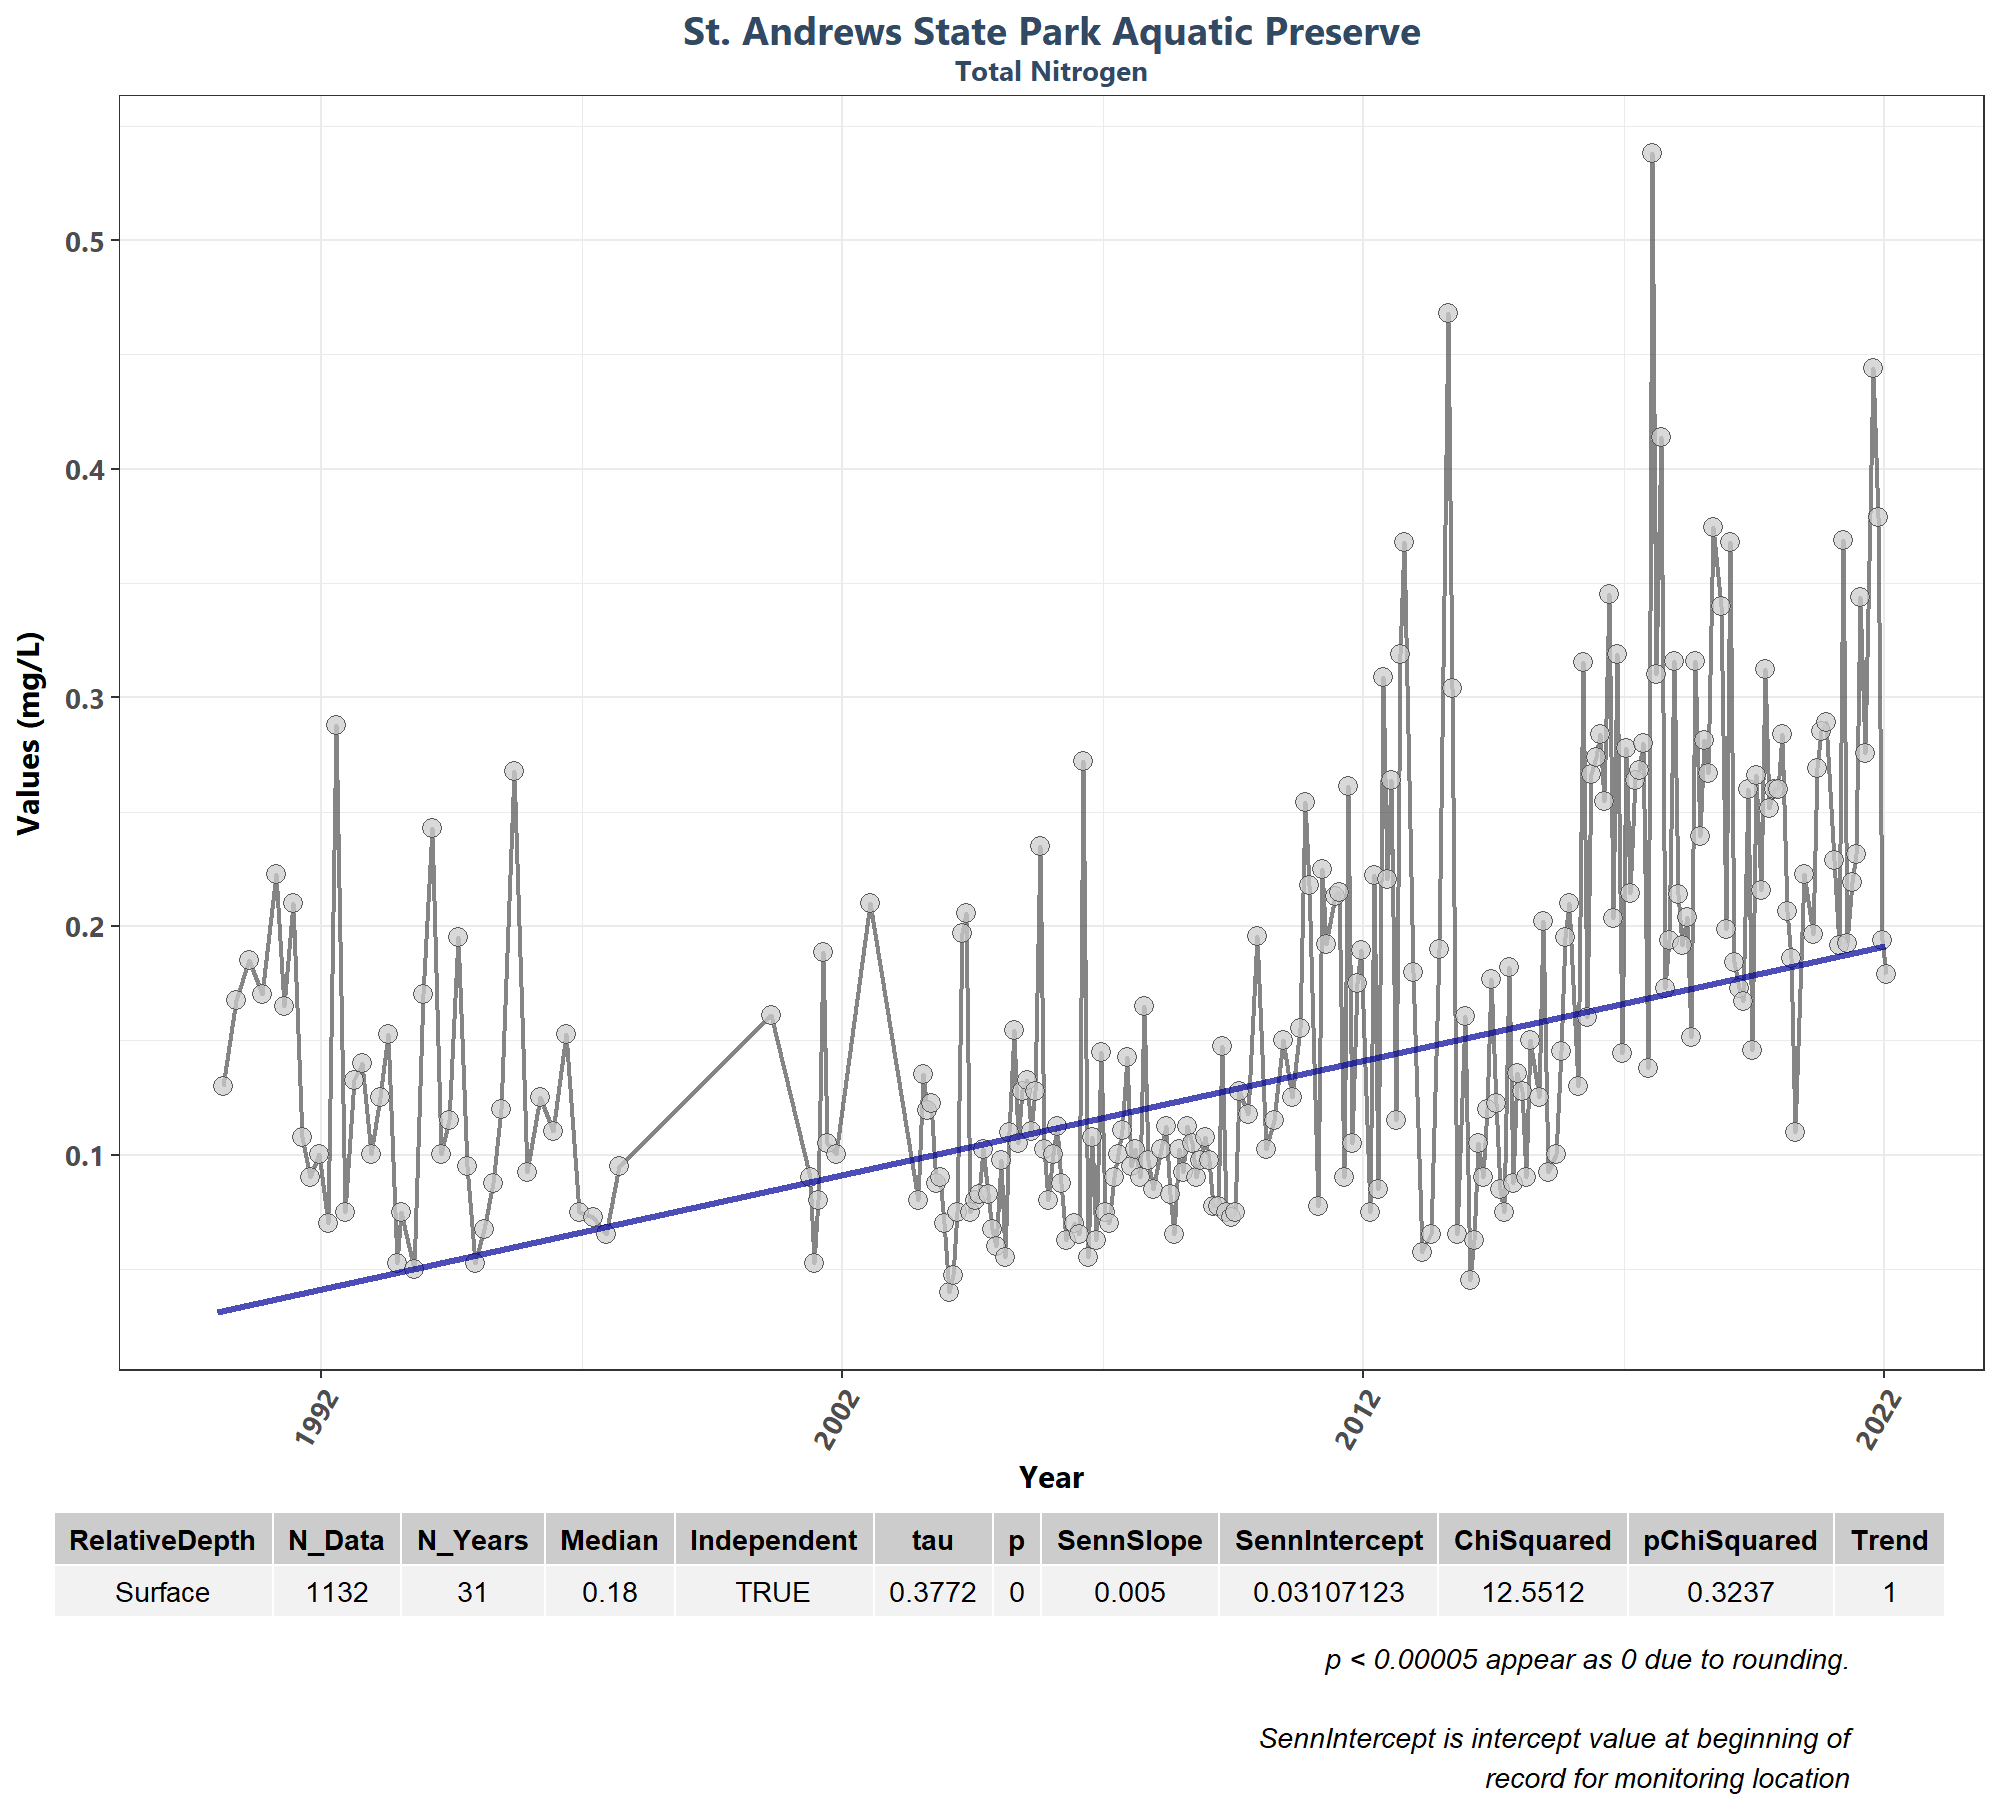 St. Andrews State Park Aquatic Preserve
Total Nitrogen
Values (mg/L)
0.5
0.4
0.3
0.2
0.1
1992 2002 2012 2022
Year
RelativeDepth N_Data N_Years Median Independent tau p SennSlope SennIntercept ChiSquared pChiSquared Trend
Surface 1132 31 0.18 TRUE 0.3772 0 0.005 0.03107123 12.5512 0.3237 1
p < 0.00005 appear as 0 due to rounding.
SennIntercept is intercept value at beginning of
record for monitoring location